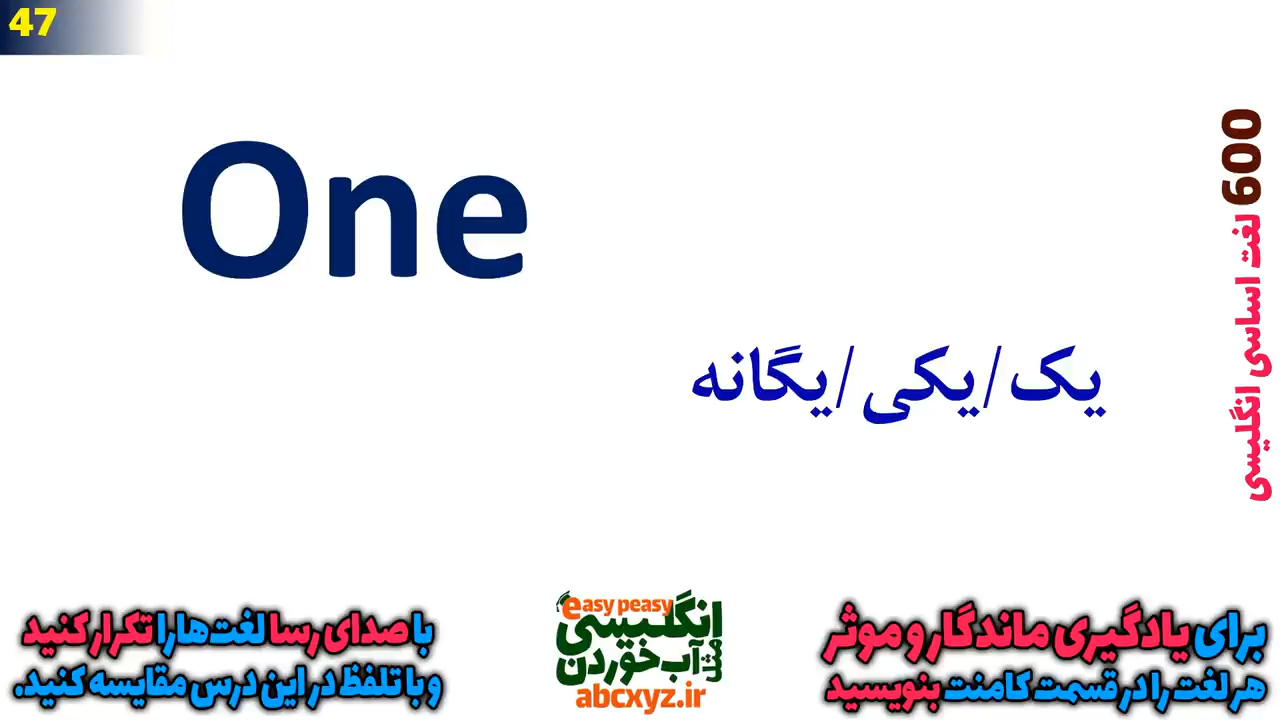 47
One
یک/یکی/یگانه
600 لغت اساسی انگلیسی
برای یادگیری ماندگار و موثر
هر لغت را در قسمت کامنت بنویسید
easy peasy
انگلیسی
مثل آب خوردن
abcxyz.ir
با صدای رسا لغت‌ها را تکرار کنید
و با تلفظ در این درس مقایسه کنید.